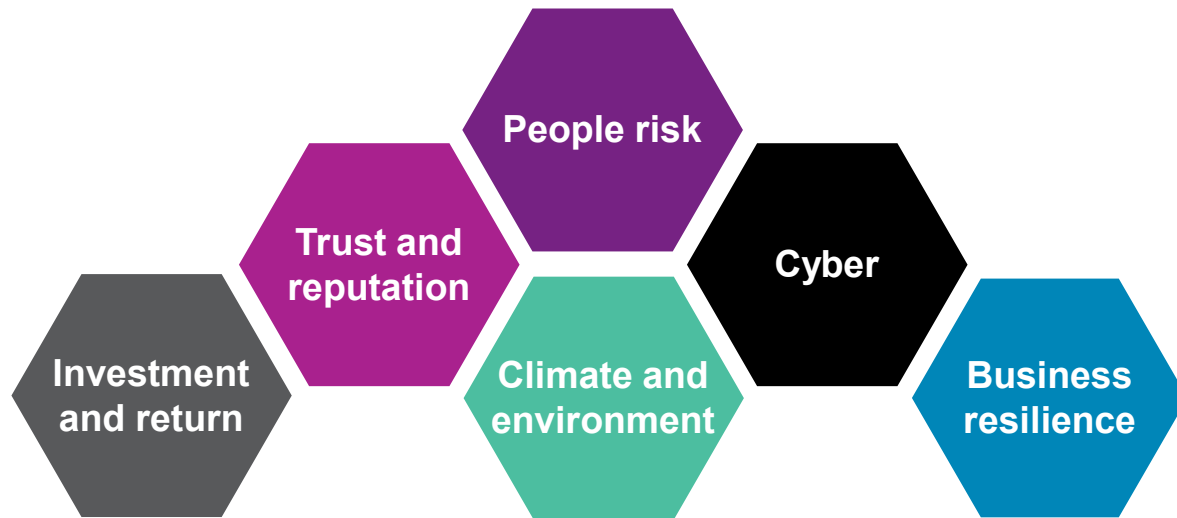 People risk
Trust and
reputation
Cyber
Investment
and return
Climate and
environment
Business
resilience